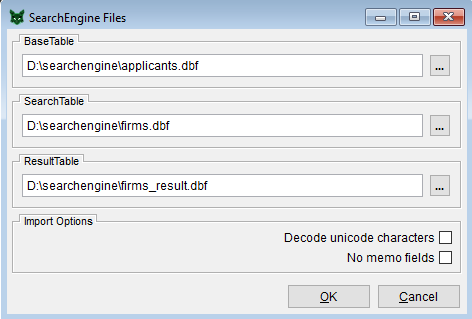 SearchEngine Files
BaseTable
D:\searchengine\applicants.dbf
...
SearchTable
D:\searchengine\firms.dbf
...
ResultTable
D:\searchengine\firms_result.dbf
...
Import Options
Decode unicode characters
No memo fields
OK Cancel